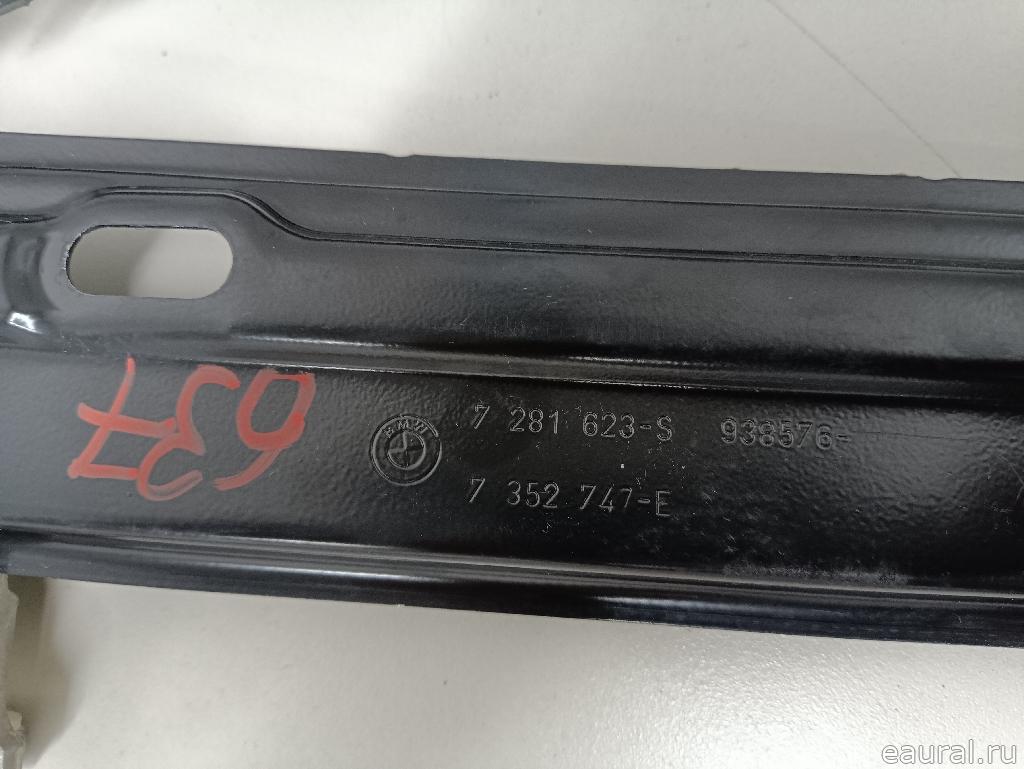 7 281 623-S 938576-
7 352 747-E
BMW
637
eaural.ru